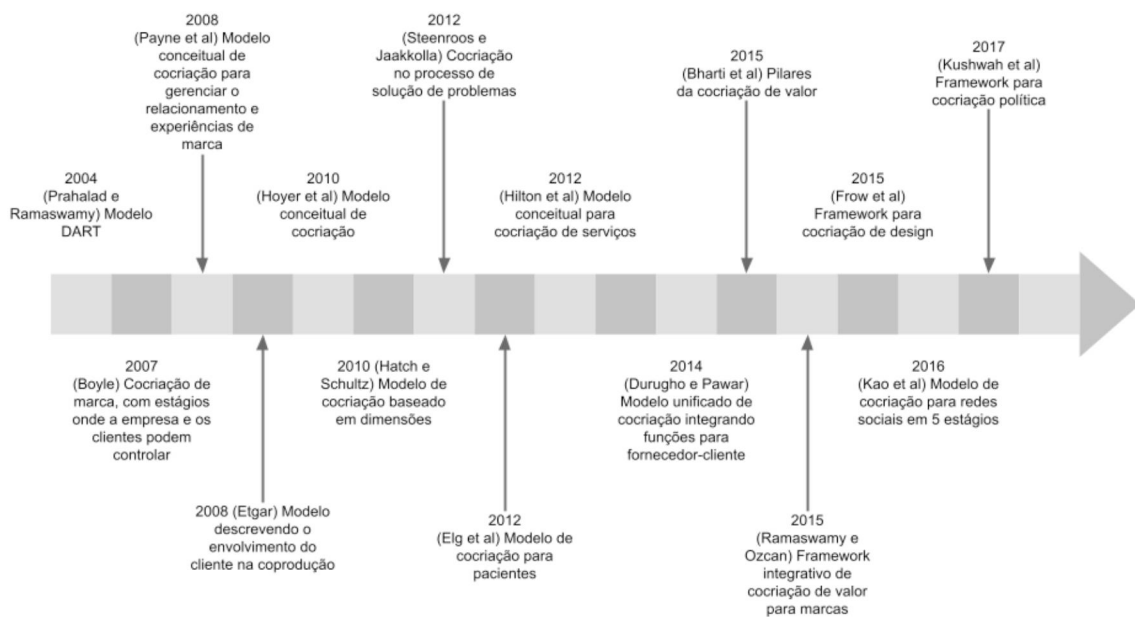 2004
(Prahalad e
Ramaswamy) Modelo
DART
2007
(Boyle) Cocriação de
marca, com estágios
onde a empresa e os
clientes podem
controlar
2008
(Payne et al) Modelo
conceitual de
cocriação para
gerenciar o
relacionamento e
experiências de
marca
2008 (Etgar) Modelo
descrevendo o
envolvimento do
cliente na coprodução
2010
(Hoyer et al) Modelo
conceitual de
cocriação
2010 (Hatch e
Schultz) Modelo de
cocriação baseado
em dimensões
2012
(Steenroos e
Jaakkolla) Cocriação
no processo de
solução de problemas
2012
(Elg et al) Modelo de
cocriação para
pacientes
2012
(Hilton et al) Modelo
conceitual para
cocriação de serviços
2014
(Durugho e Pawar)
Modelo unificado de
cocriação integrando
funções para
fornecedor-cliente
2015
(Bharti et al) Pilares
da cocriação de valor
2015
(Ramaswamy e
Ozcan) Framework
integrativo de
cocriação de valor
para marcas
2015
(Frow et al)
Framework para
cocriação de design
2016
(Kao et al) Modelo de
cocriação para redes
sociais em 5 estágios
2017
(Kushwah et al)
Framework para
cocriação política